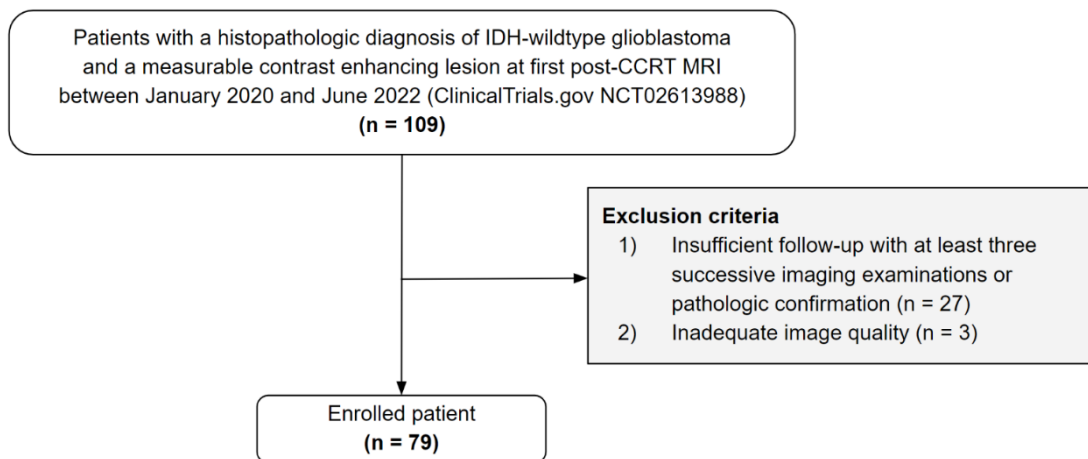 Patients with a histopathologic diagnosis of IDH-wildtype glioblastoma
and a measurable contrast enhancing lesion at first post-CCRT MRI
between January 2020 and June 2022 (ClinicalTrials.gov NCT02613988)
(n = 109)
Exclusion criteria
1) Insufficient follow-up with at least three
successive imaging examinations or
pathologic confirmation (n = 27)
2) Inadequate image quality (n = 3)
Enrolled patient
(n = 79)